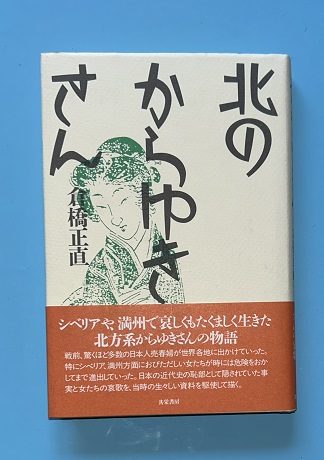 北の
からゆき
さん
倉橋正直
シベリアや、満州で哀しくもたくましく生きた
北方系からゆきさんの物語
戦前、驚くほど多数の日本人売春婦が世界各地に出かけていった。
特にシベリア、満州方面におびただしい女たちが時には危険をおか
してまで進出していった。日本の近代史の恥部として隠されていた事
実と女たちの哀歌を、当時の生々しい資料を駆使して描く。
共栄書房